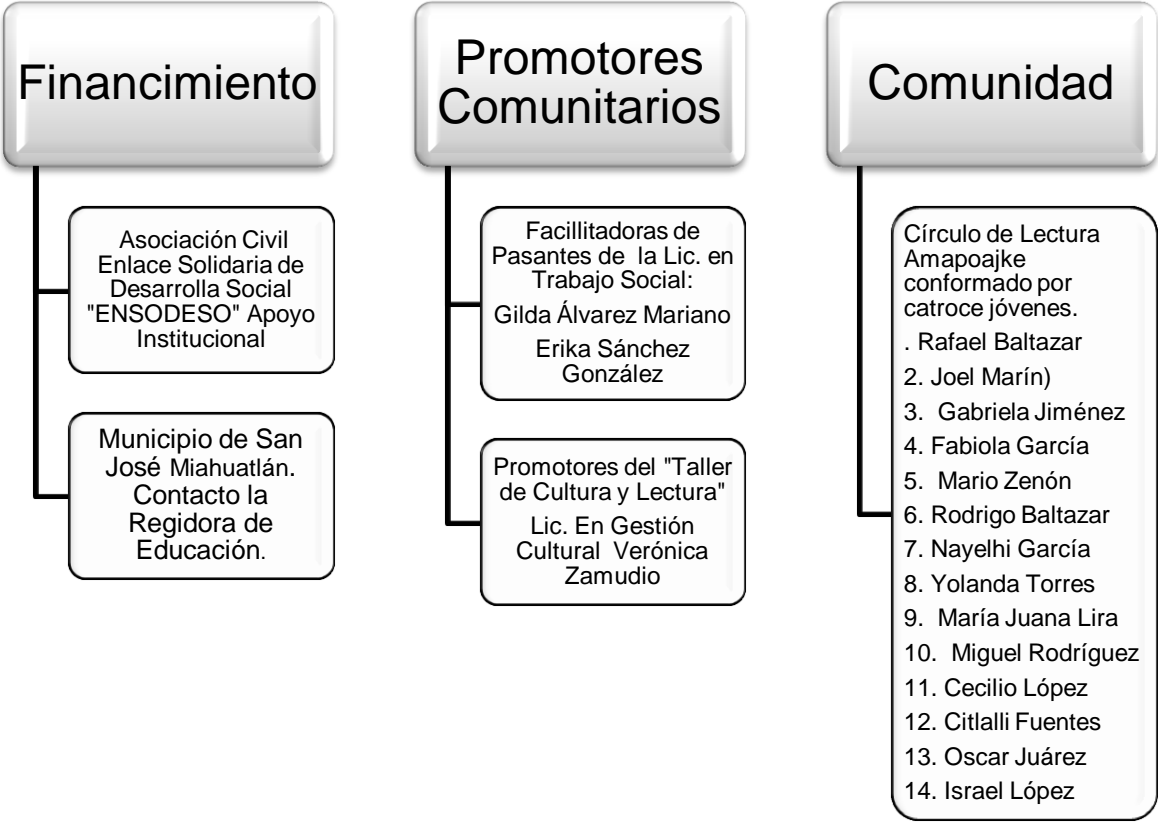 Financimiento
Asociación Civil
Enlace Solidaria de
Desarrolla Social
"ENSODESO" Apoyo
Institucional
Municipio de San
José Miahuatlán.
Contacto la
Regidora de
Educación.
Promotores
Comunitarios
Facillitadoras de
Pasantes de la Lic. en
Trabajo Social:
Gilda Álvarez Mariano
Erika Sánchez
González
Promotores del "Taller
de Cultura y Lectura"
Lic. En Gestión
Cultural Verónica
Zamudio
Comunidad
Círculo de Lectura
Amapoajke
conformado por
catroce jóvenes.
. Rafael Baltazar
2. Joel Marín)
3. Gabriela Jiménez
4. Fabiola García
5. Mario Zenón
6. Rodrigo Baltazar
7. Nayelhi García
8. Yolanda Torres
9. María Juana Lira
10. Miguel Rodríguez
11. Cecilio López
12. Citlalli Fuentes
13. Oscar Juárez
14. Israel López